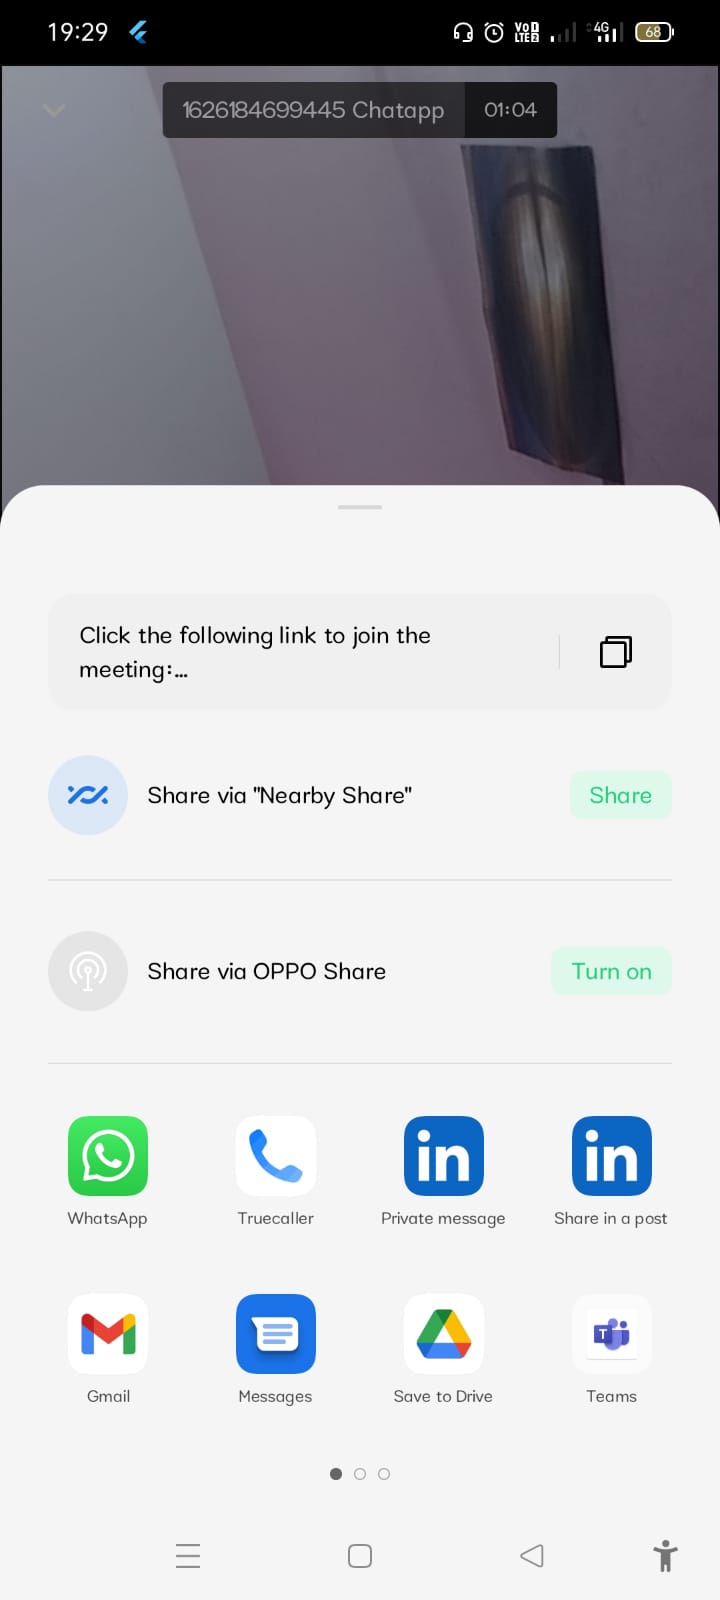 19:29
VoD
LTE2
4G
68
1626184699445 Chatapp
01:04
Click the following link to join the
meeting:...
Share via "Nearby Share"
Share
Share via OPPO Share
Turn on
in
in
WhatsApp
Truecaller
Private message
Share in a post
T
Gmail
Messages
Save to Drive
Teams